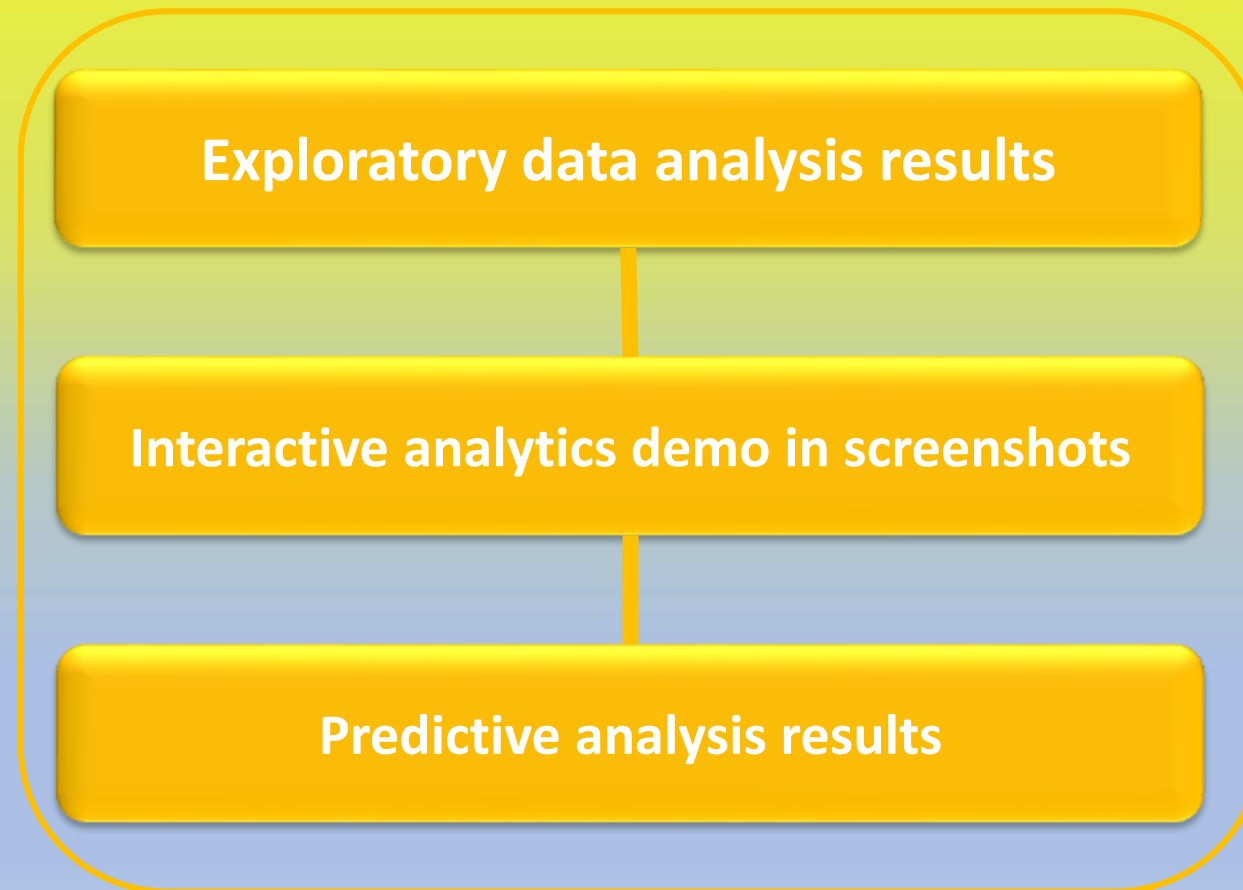 Exploratory data analysis results
Interactive analytics demo in screenshots
Predictive analysis results